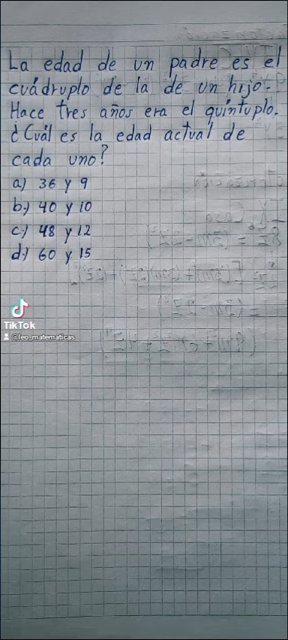 La edad de un padre es el
cuádruplo de la de un hijo.
Hace tres años era el quíntuplo.
¿Cuál es la edad actual de
cada uno?
a) 36 y 9
b) 40 y 10
c) 48 y 12
d) 60 y 15
TikTok
@leo_matematicas